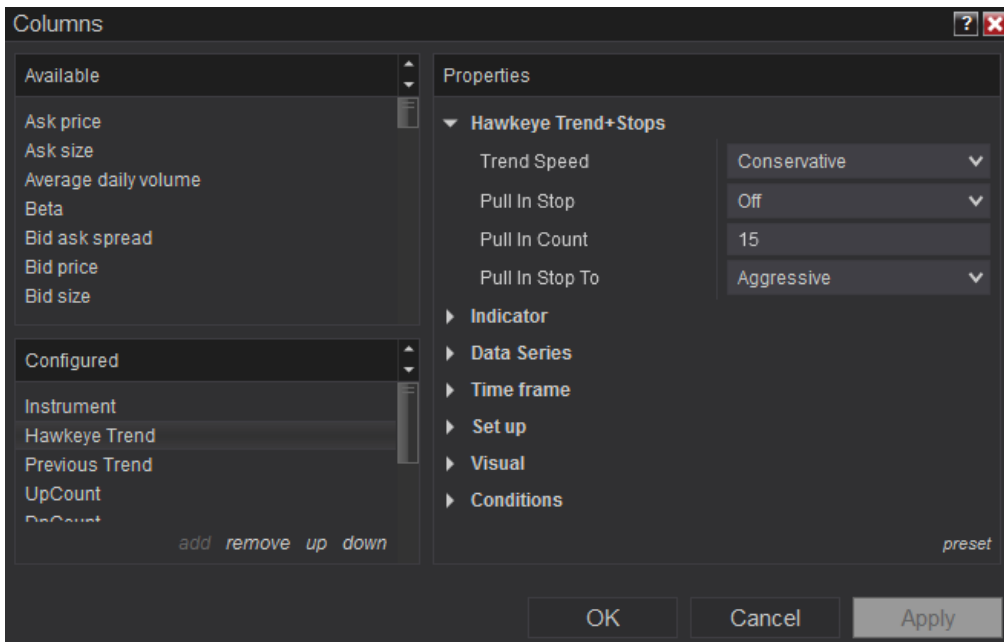 Columns
?
Available
Ask price
Ask size
Average daily volume
Beta
Bid ask spread
Bid price
Bid size
Configured
Instrument
Hawkeye Trend
Previous Trend
UpCount
DnCount
add remove up down
Properties
Hawkeye Trend+Stops
Trend Speed Conservative
Pull In Stop Off
Pull In Count 15
Pull In Stop To Aggressive
Indicator
Data Series
Time frame
Set up
Visual
Conditions
preset
OK Cancel Apply